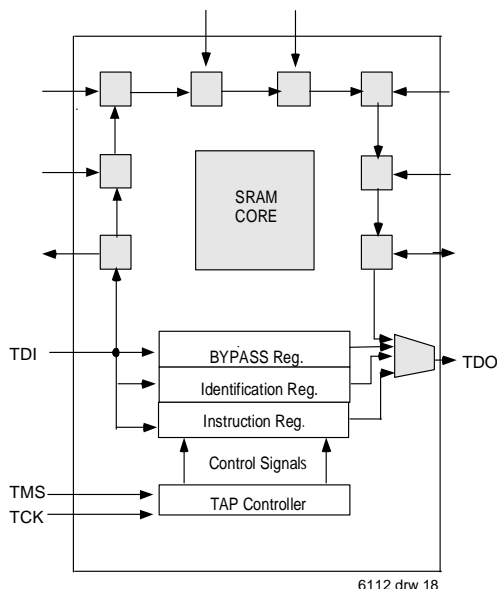 SRAM
CORE
TDI
BYPASS Reg.
TDO
Identification Reg.
Instruction Reg.
Control Signals
TMS
TAP Controller
TCK
6112 drw 18